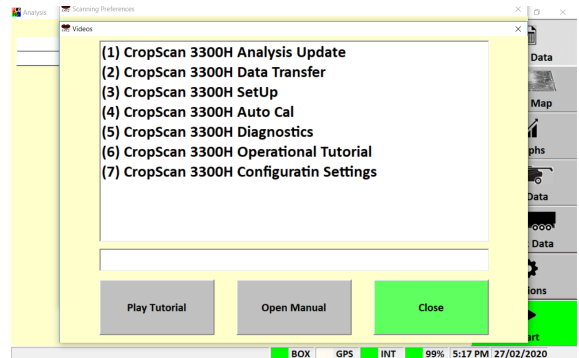 Analysis
Scanning Preferences
Videos
(1) CropScan 3300H Analysis Update
(2) CropScan 3300H Data Transfer
(3) CropScan 3300H SetUp
(4) CropScan 3300H Auto Cal
(5) CropScan 3300H Diagnostics
(6) CropScan 3300H Operational Tutorial
(7) CropScan 3300H Configuratin Settings
Play Tutorial
Open Manual
Close
Data
Map
phs
Data
Data
ions
art
BOX GPS INT 99% 5:17 PM 27/02/2020